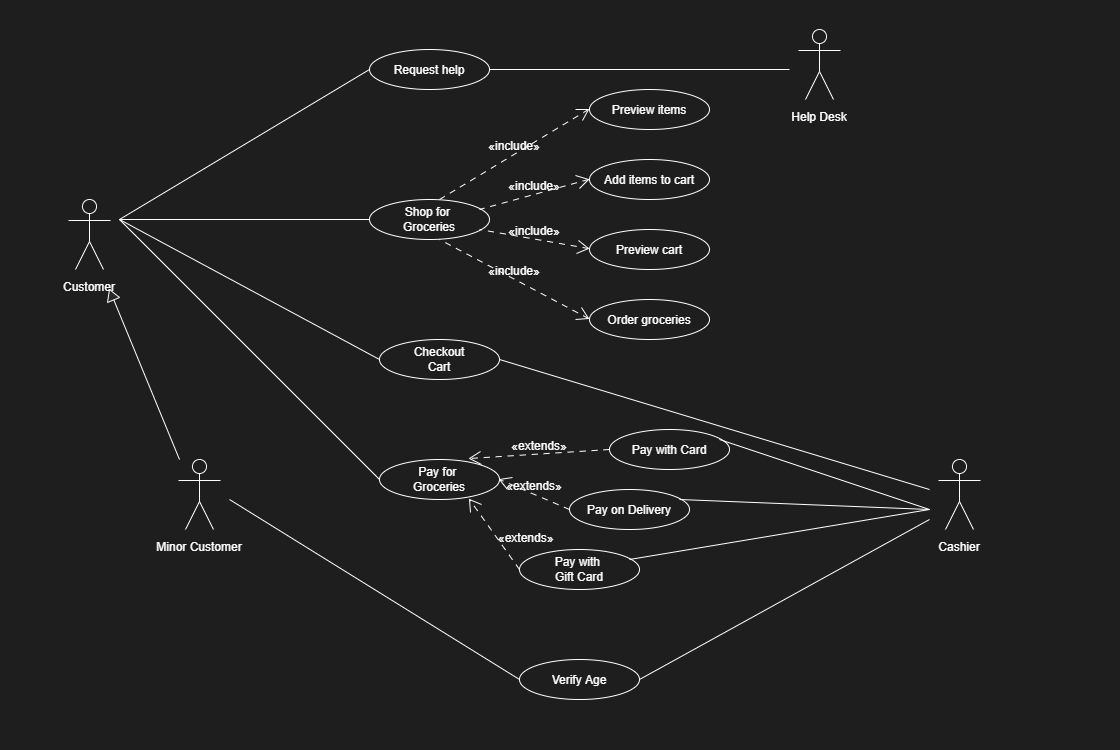 Request help
Help Desk
Preview items
«include»
Add items to cart
«include»
Shop for
Groceries
«include»
Preview cart
«include»
Customer
Order groceries
Checkout
Cart
«extends»
Pay with Card
Pay for
Groceries
«extends»
Pay on Delivery
«extends»
Minor Customer
Cashier
Pay with
Gift Card
Verify Age